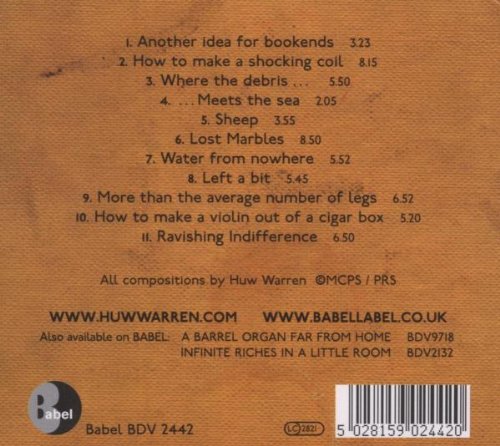 1. Another idea for bookends 3.23
2. How to make a shocking coil 8.15
3. Where the debris ... 5.50
4. ...Meets the sea 2.05
5. Sheep 3.55
6. Lost Marbles 8.50
7. Water from nowhere 5.52
8. Left a bit 5.45
9. More than the average number of legs 6.52
10. How to make a violin out of a cigar box 5.20
11. Ravishing Indifference 6.50
All compositions by Huw Warren ©MCPS / PRS
WWW.HUWWARREN.COM WWW.BABELLABEL.CO.UK
Also available on BABEL: A BARREL ORGAN FAR FROM HOME BDV9718
INFINITE RICHES IN A LITTLE ROOM BDV2132
Babel
Babel BDV 2442
LC 2821
5 028159 024420